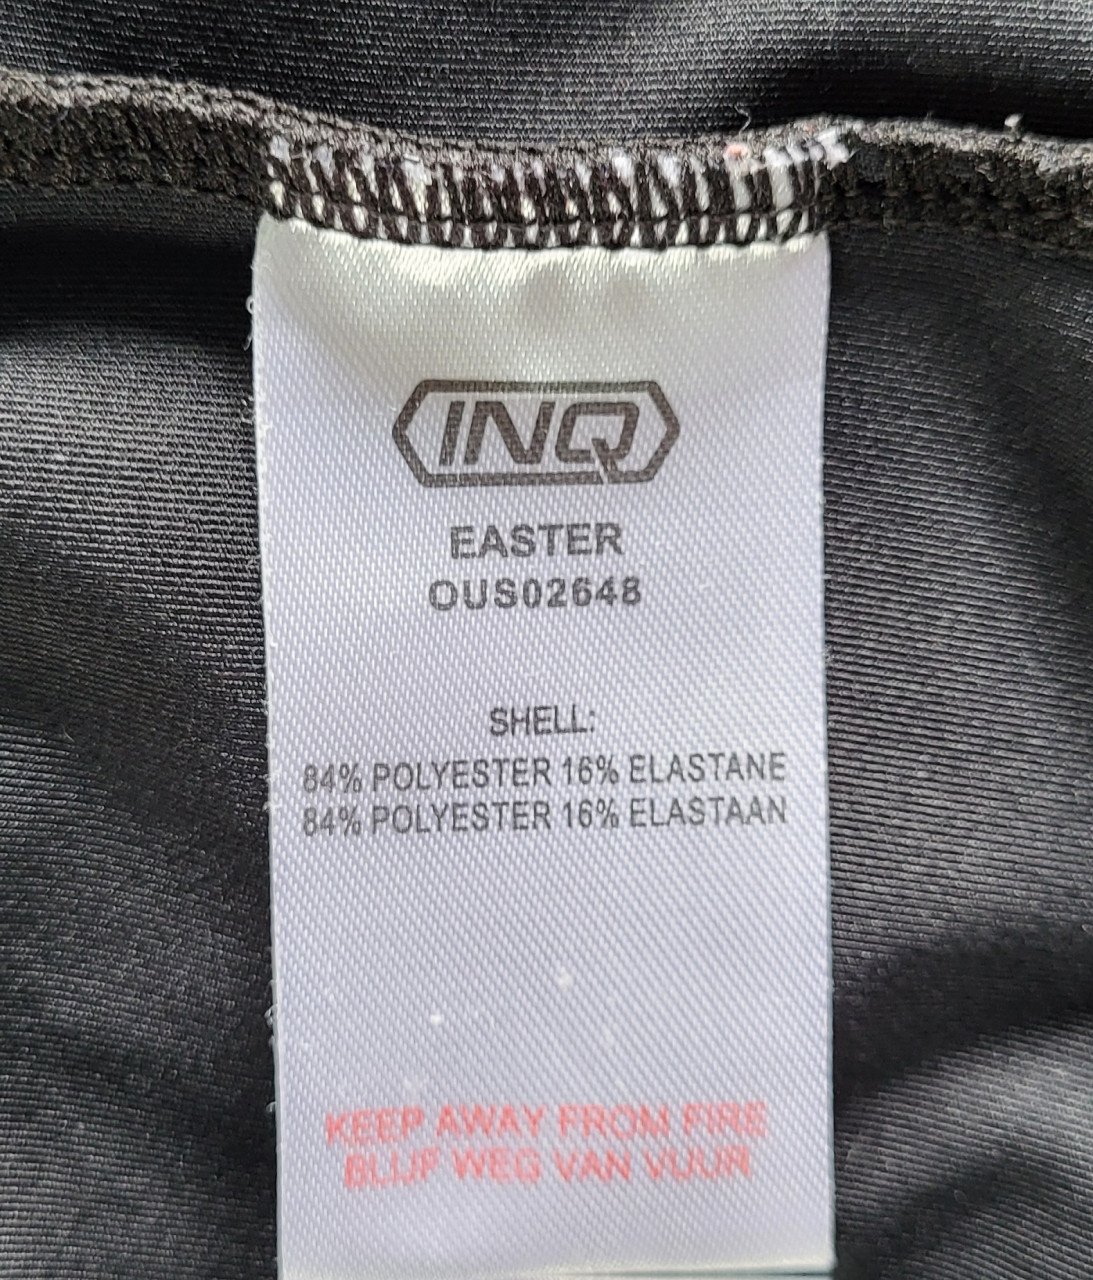 INQ
EASTER
OUS02648
SHELL:
84% POLYESTER 16% ELASTANE
84% POLYESTER 16% ELASTAAN
KEEP AWAY FROM FIRE
BLIJF WEG VAN VUUR